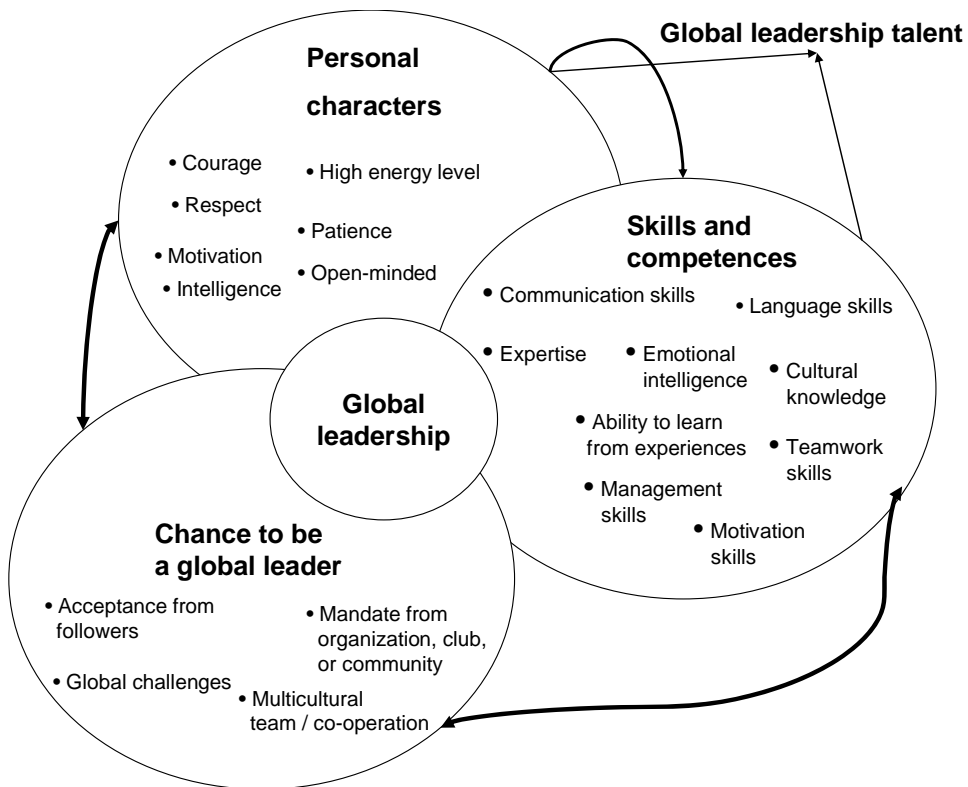 Global leadership talent
Personal
characters
• Courage
• High energy level
• Respect
• Patience
• Motivation
• Open-minded
• Intelligence
Skills and
competences
• Communication skills
• Language skills
• Expertise
• Emotional
intelligence
• Cultural
knowledge
• Ability to learn
from experiences
• Teamwork
skills
• Management
skills
• Motivation
skills
Global
leadership
Chance to be
a global leader
• Acceptance from
followers
• Mandate from
organization, club,
or community
• Global challenges
• Multicultural
team / co-operation